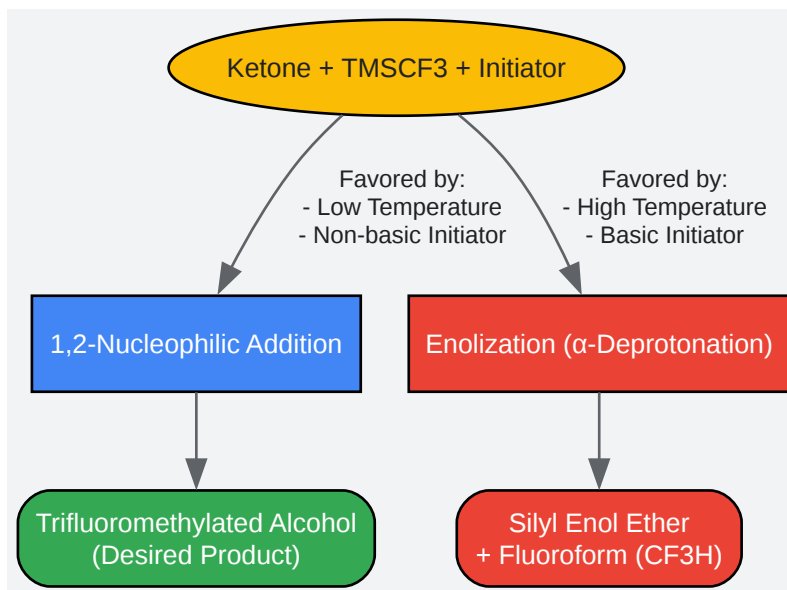 Ketone + TMSCF3 + Initiator
Favored by:
- Low Temperature
- Non-basic Initiator
Favored by:
- High Temperature
- Basic Initiator
1,2-Nucleophilic Addition
Enolization (α-Deprotonation)
Trifluoromethylated Alcohol
(Desired Product)
Silyl Enol Ether
+ Fluoroform (CF3H)